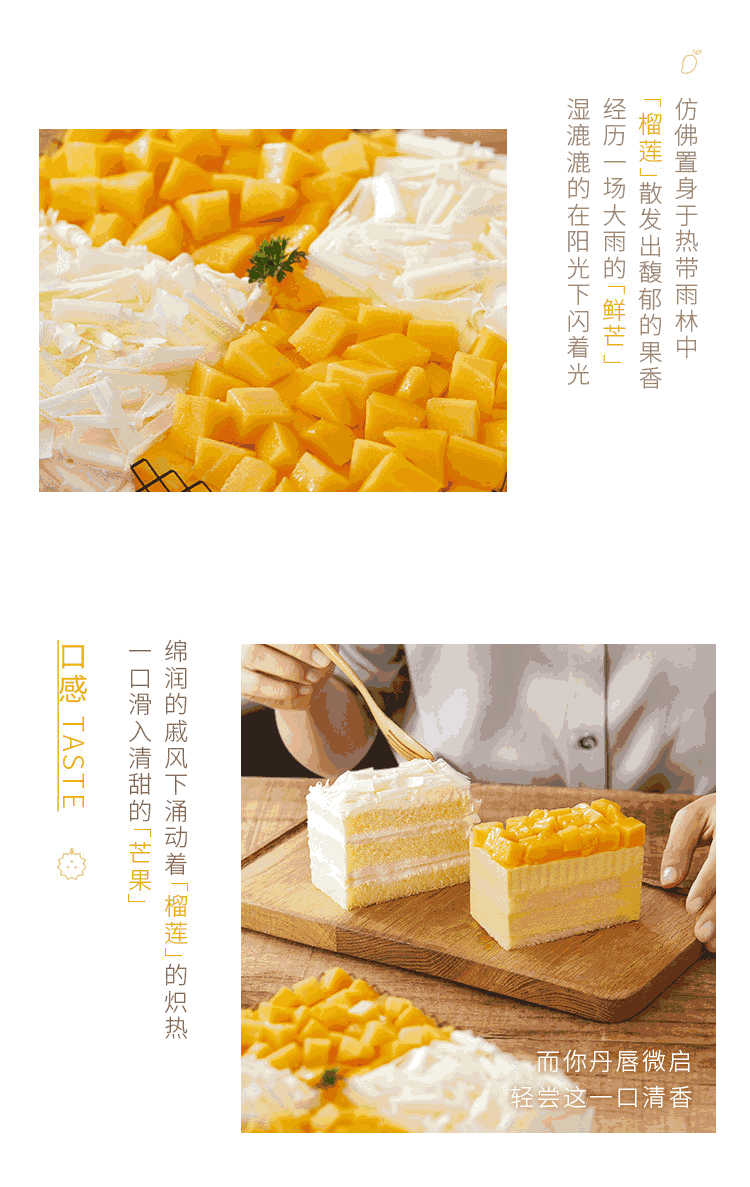 仿佛置身于热带雨林中
「榴莲」散发出馥郁的果香
经历一场大雨的「鲜芒」
湿漉漉的在阳光下闪着光
口感 TASTE
绵润的戚风下涌动着「榴莲」的炽热
一口滑入清甜的「芒果」
而你丹唇微启
轻尝这一口清香